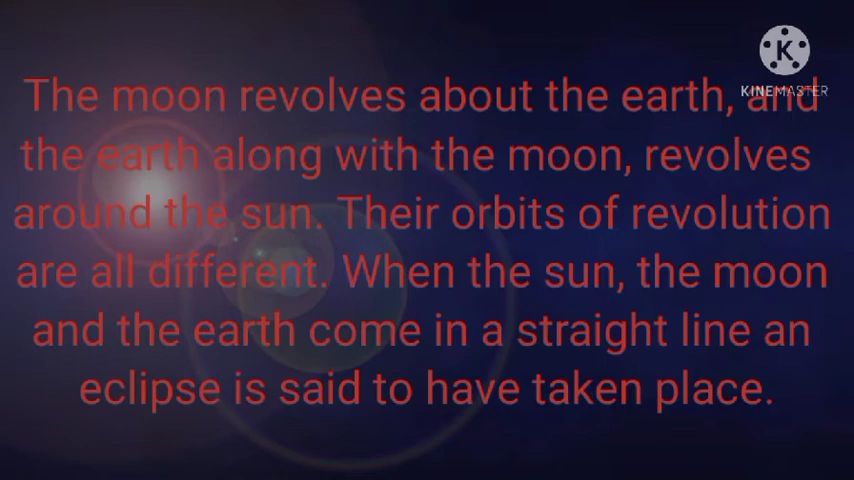 KINEMASTER
The moon revolves about the earth, and
the earth along with the moon, revolves
around the sun. Their orbits of revolution
are all different. When the sun, the moon
and the earth come in a straight line an
eclipse is said to have taken place.